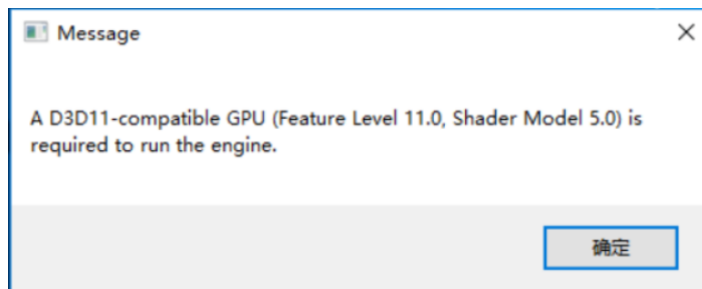 Message
A D3D11-compatible GPU (Feature Level 11.0, Shader Model 5.0) is
required to run the engine.
确定